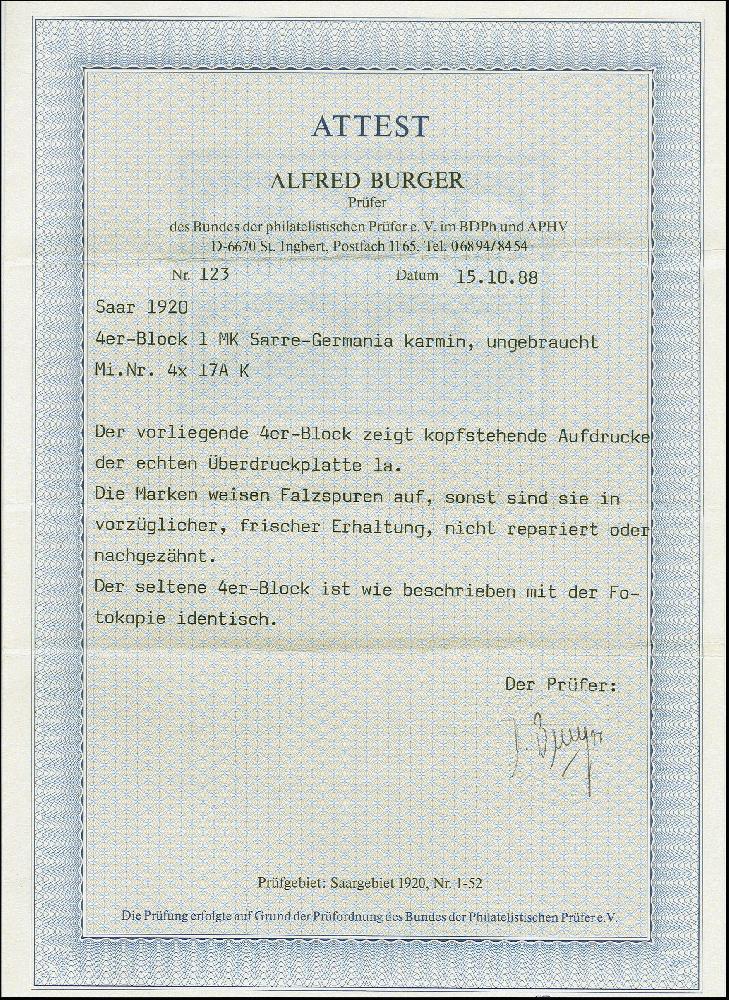 ATTEST
ALFRED BURGER
Prüfer
des Bundes der philatelistischen Prüfer e. V. im BDPh und APHV
D-6670 St. Ingbert, Postfach 1165, Tel. 06894/8454
Nr. 123 Datum 15.10.88
Saar 1920
4er-Block 1 MK Sarre-Germania karmin, ungebraucht
Mi.Nr. 4x 17A K
Der vorliegende 4er-Block zeigt kopfstehende Aufdrucke
der echten Überdruckplatte 1a.
Die Marken weisen Falzspuren auf, sonst sind sie in
vorzüglicher, frischer Erhaltung, nicht repariert oder
nachgezähnt.
Der seltene 4er-Block ist wie beschrieben mit der Fo-
tokopie identisch.
Der Prüfer:
Burger
Prüfgebiet: Saargebiet 1920, Nr. 1-52
Die Prüfung erfolgte auf Grund der Prüfordnung des Bundes der Philatelistischen Prüfer e.V.